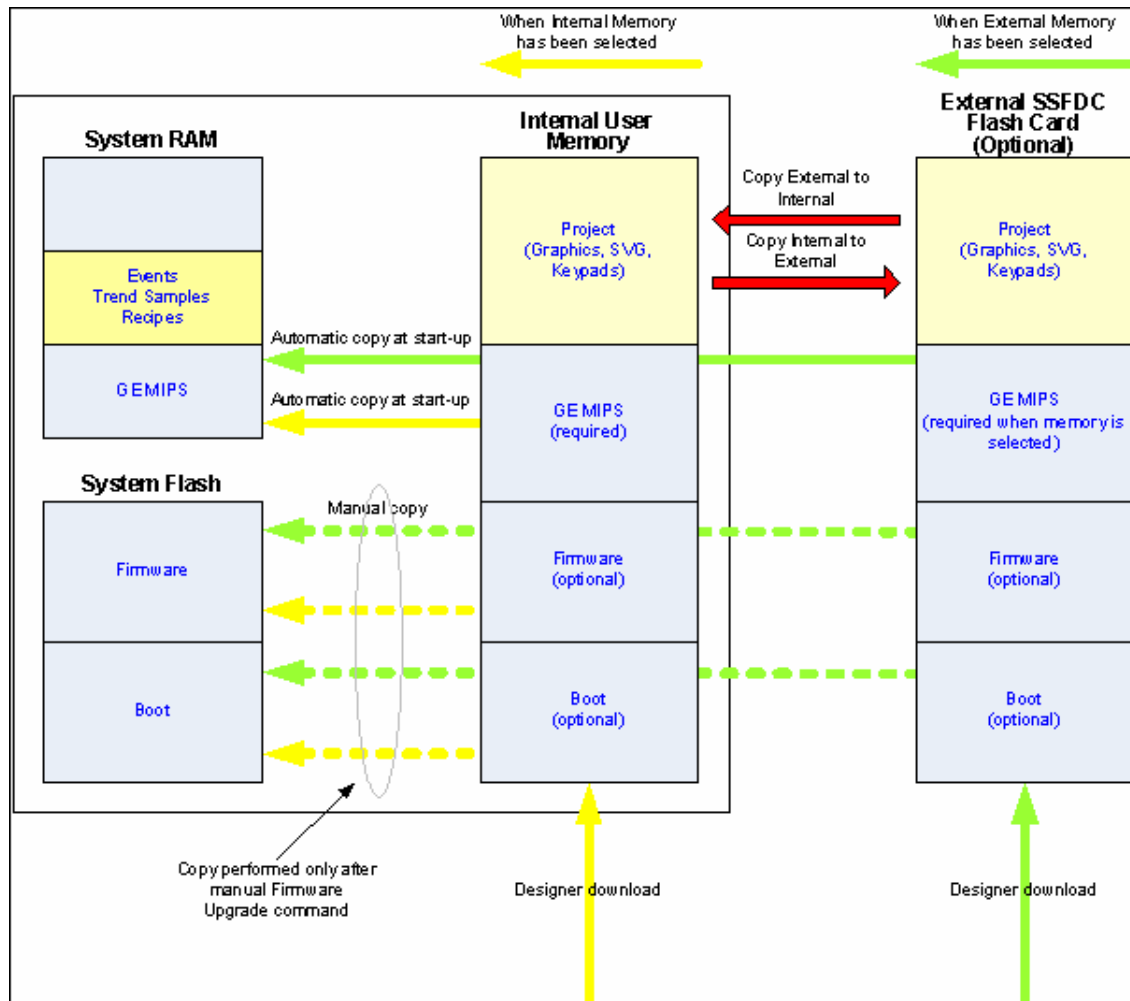 When Internal Memory
has been selected
When External Memory
has been selected
System RAM
Internal User
Memory
External SSFDC
Flash Card
(Optional)
Copy External to
Internal
Copy Internal to
External
Project
(Graphics, SVG,
Keypads)
Project
(Graphics, SVG,
Keypads)
Events
Trend Samples
Recipes
Automatic copy at start-up
GEMIPS
Automatic copy at start-up
GEMIPS
(required)
GEMIPS
(required when memory is
selected)
System Flash
Manual copy
Firmware
Firmware
(optional)
Firmware
(optional)
Boot
Boot
(optional)
Boot
(optional)
Copy performed only after
manual Firmware
Upgrade command
Designer download
Designer download